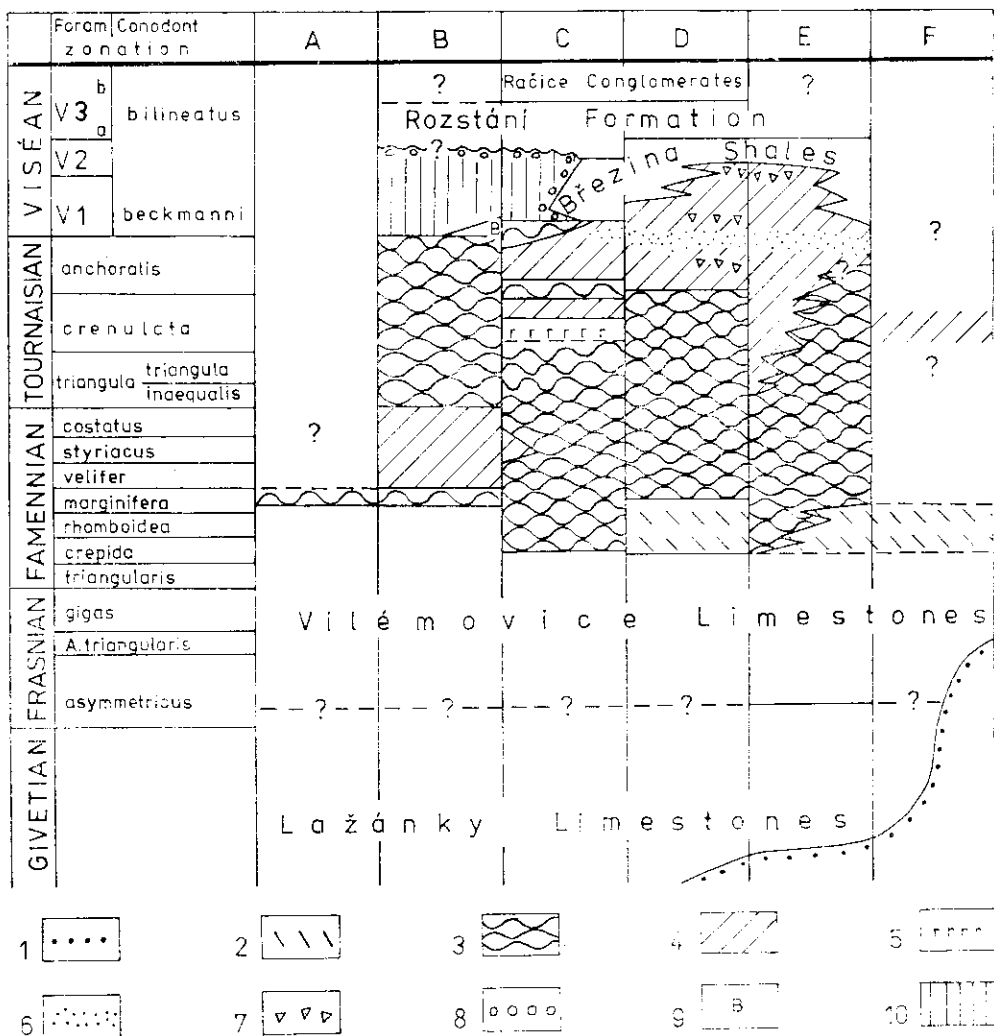 Foram. Conodont
zonation
A B C D E F
VISÉAN
V3 b a
bilineatus
V2
V1
beckmanni
? Račice Conglomerates ?
Rozstání Formation
?
Březina Shales
B
?
TOURNAISIAN
anchoralis
?
crenulcta
r r r r r r
?
triangula triangula
inaequalis
FAMENNIAN
costatus
?
styriacus
velifer
marginifera
rhomboidea
crepida
triangularis
FRASNIAN
gigas
Vilémovice Limestones
A.triangularis
asymmetricus
? ? ? ? ?
GIVETIAN
Lažánky Limestones
1 2 3 4 5
6 7 8 9 B 10